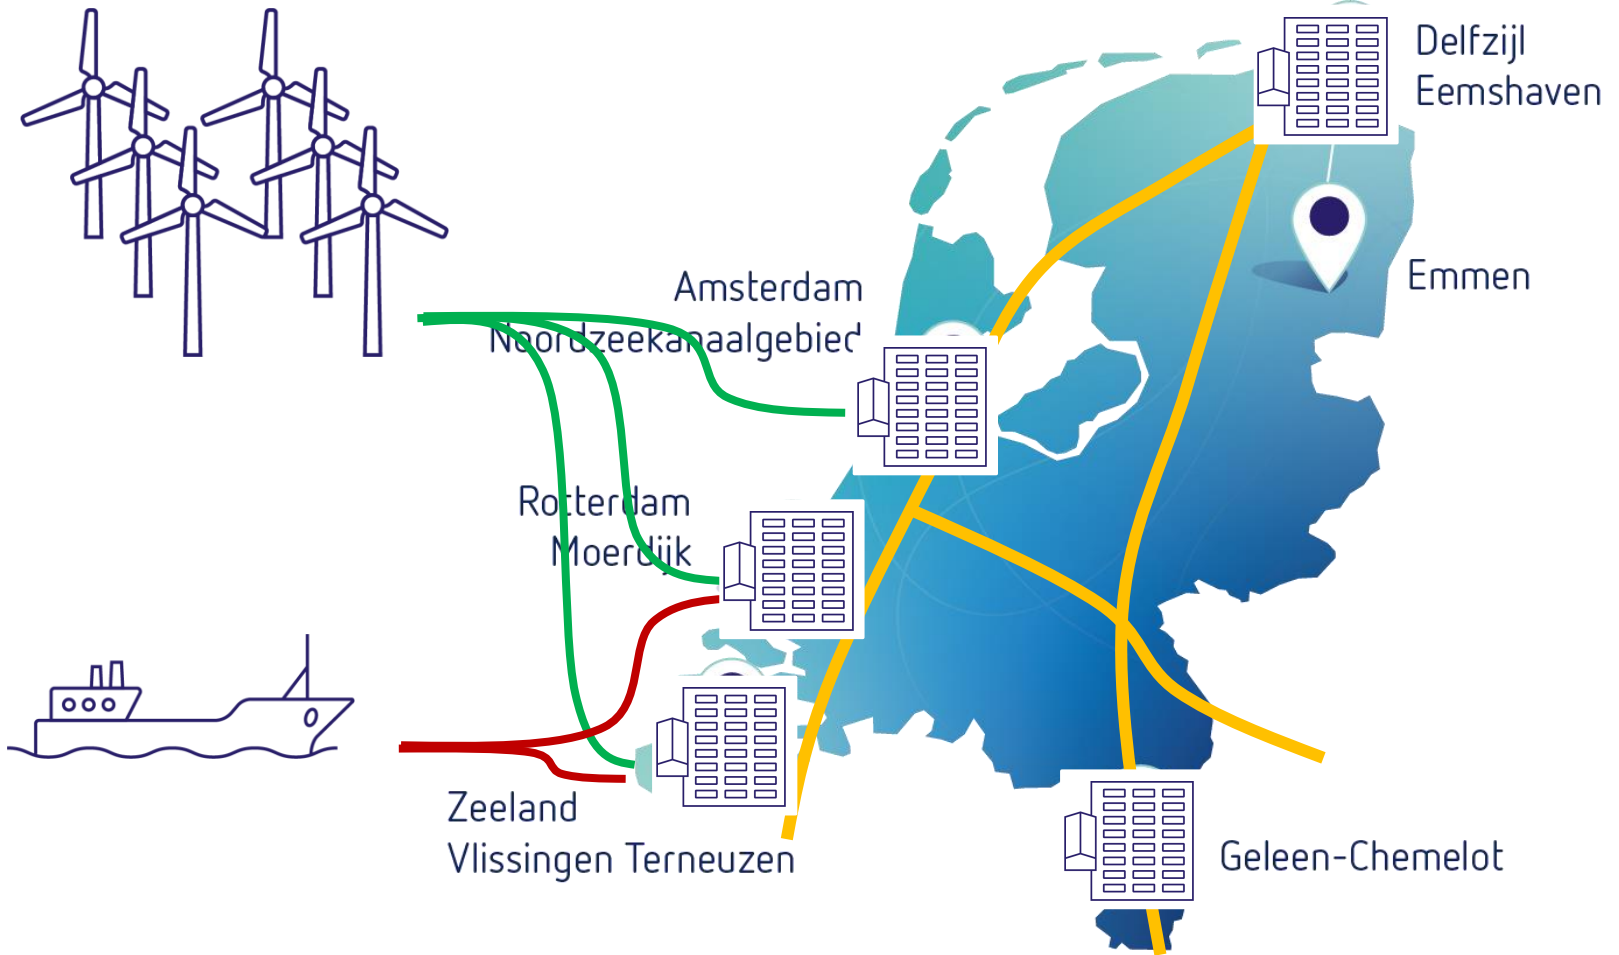 Delfzijl
Eemshaven
Emmen
Amsterdam
Noordzeekanaalgebied
Rotterdam
Moerdijk
Zeeland
Vlissingen Terneuzen
Geleen-Chemelot